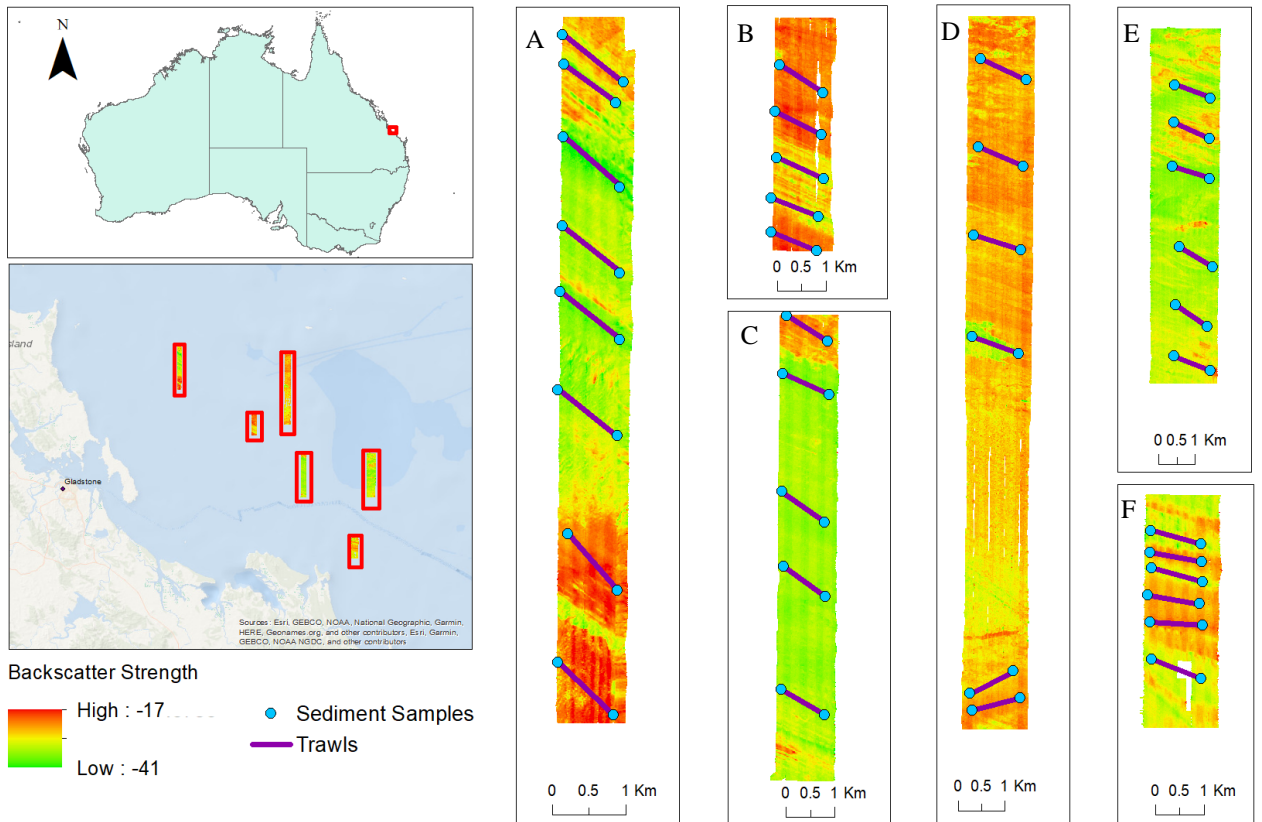 N
sland
Gladstone
Sources: Esri, GEBCO, NOAA, National Geographic, Garmin,
HERE, Geonames.org, and other contributors, Esri, Garmin,
GEBCO, NOAA NGDC, and other contributors
Backscatter Strength
High : -17
Low : -41
Sediment Samples
Trawls
A
0 0.5 1 Km
B
0 0.5 1 Km
C
0 0.5 1 Km
D
0 0.5 1 Km
E
0 0.5 1 Km
F
0 0.5 1 Km